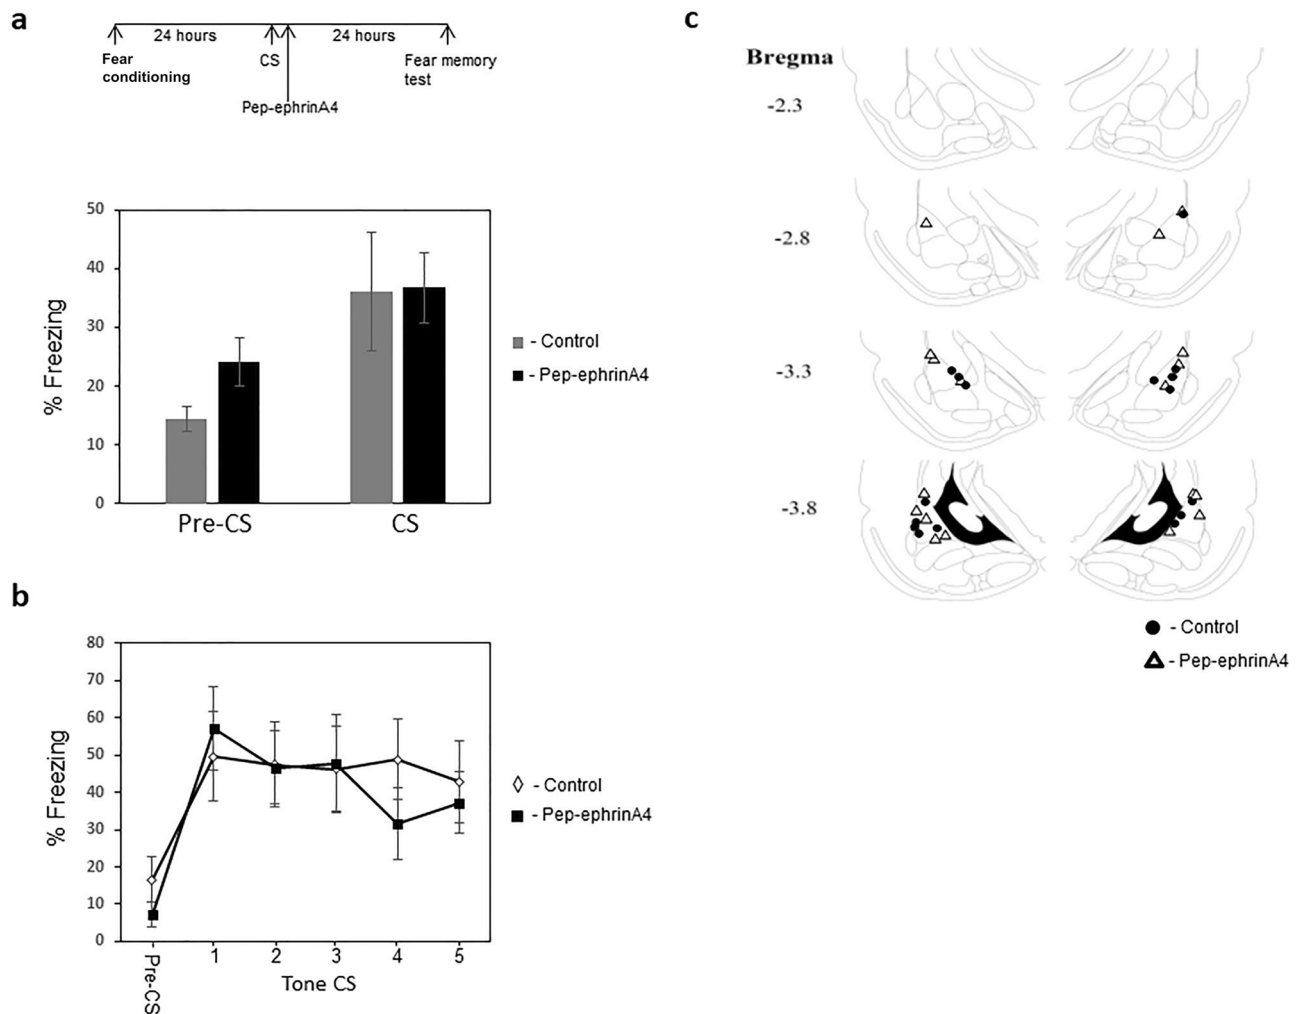 a
24 hours
24 hours
Fear
conditioning
CS
Fear memory
test
Pep-ephrinA4
50
40
30
20
10
0
% Freezing
Pre-CS
CS
- Control
- Pep-ephrinA4
b
80
70
60
50
40
30
20
10
0
% Freezing
Pre-CS
1
2
3
4
5
Tone CS
- Control
- Pep-ephrinA4
c
Bregma
-2.3
-2.8
-3.3
-3.8
- Control
- Pep-ephrinA4